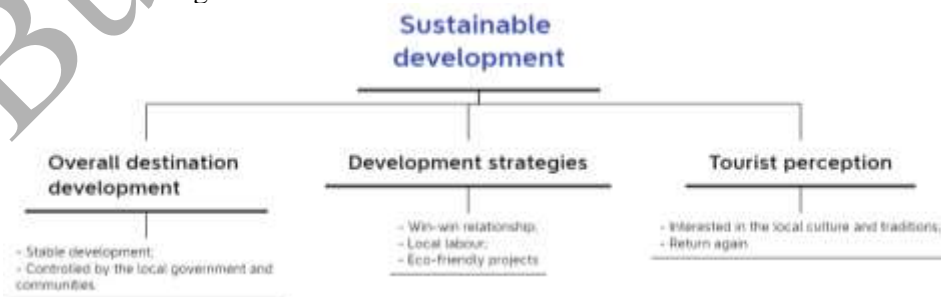 Sustainable
development
Overall destination
development
Development strategies
Tourist perception
- Stable development;
- Controlled by the local government and
communities
- Win-win relationship;
- Local labour;
- Eco-friendly projects
- Interested in the local culture and traditions;
- Return again